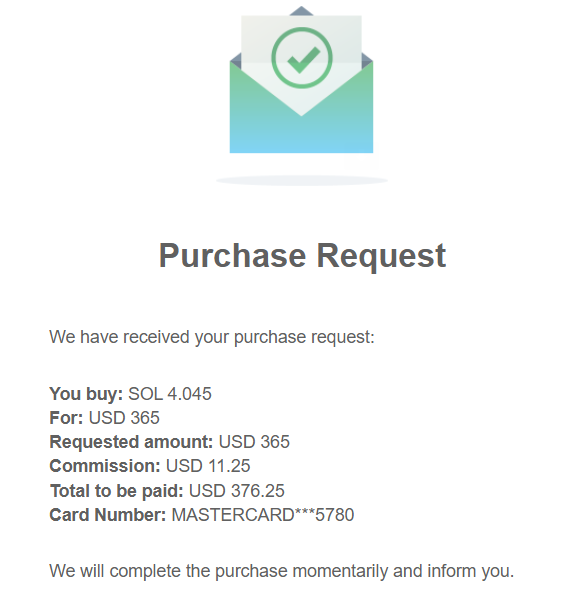 Purchase Request
We have received your purchase request:
You buy: SOL 4.045
For: USD 365
Requested amount: USD 365
Commission: USD 11.25
Total to be paid: USD 376.25
Card Number: MASTERCARD***5780
We will complete the purchase momentarily and inform you.